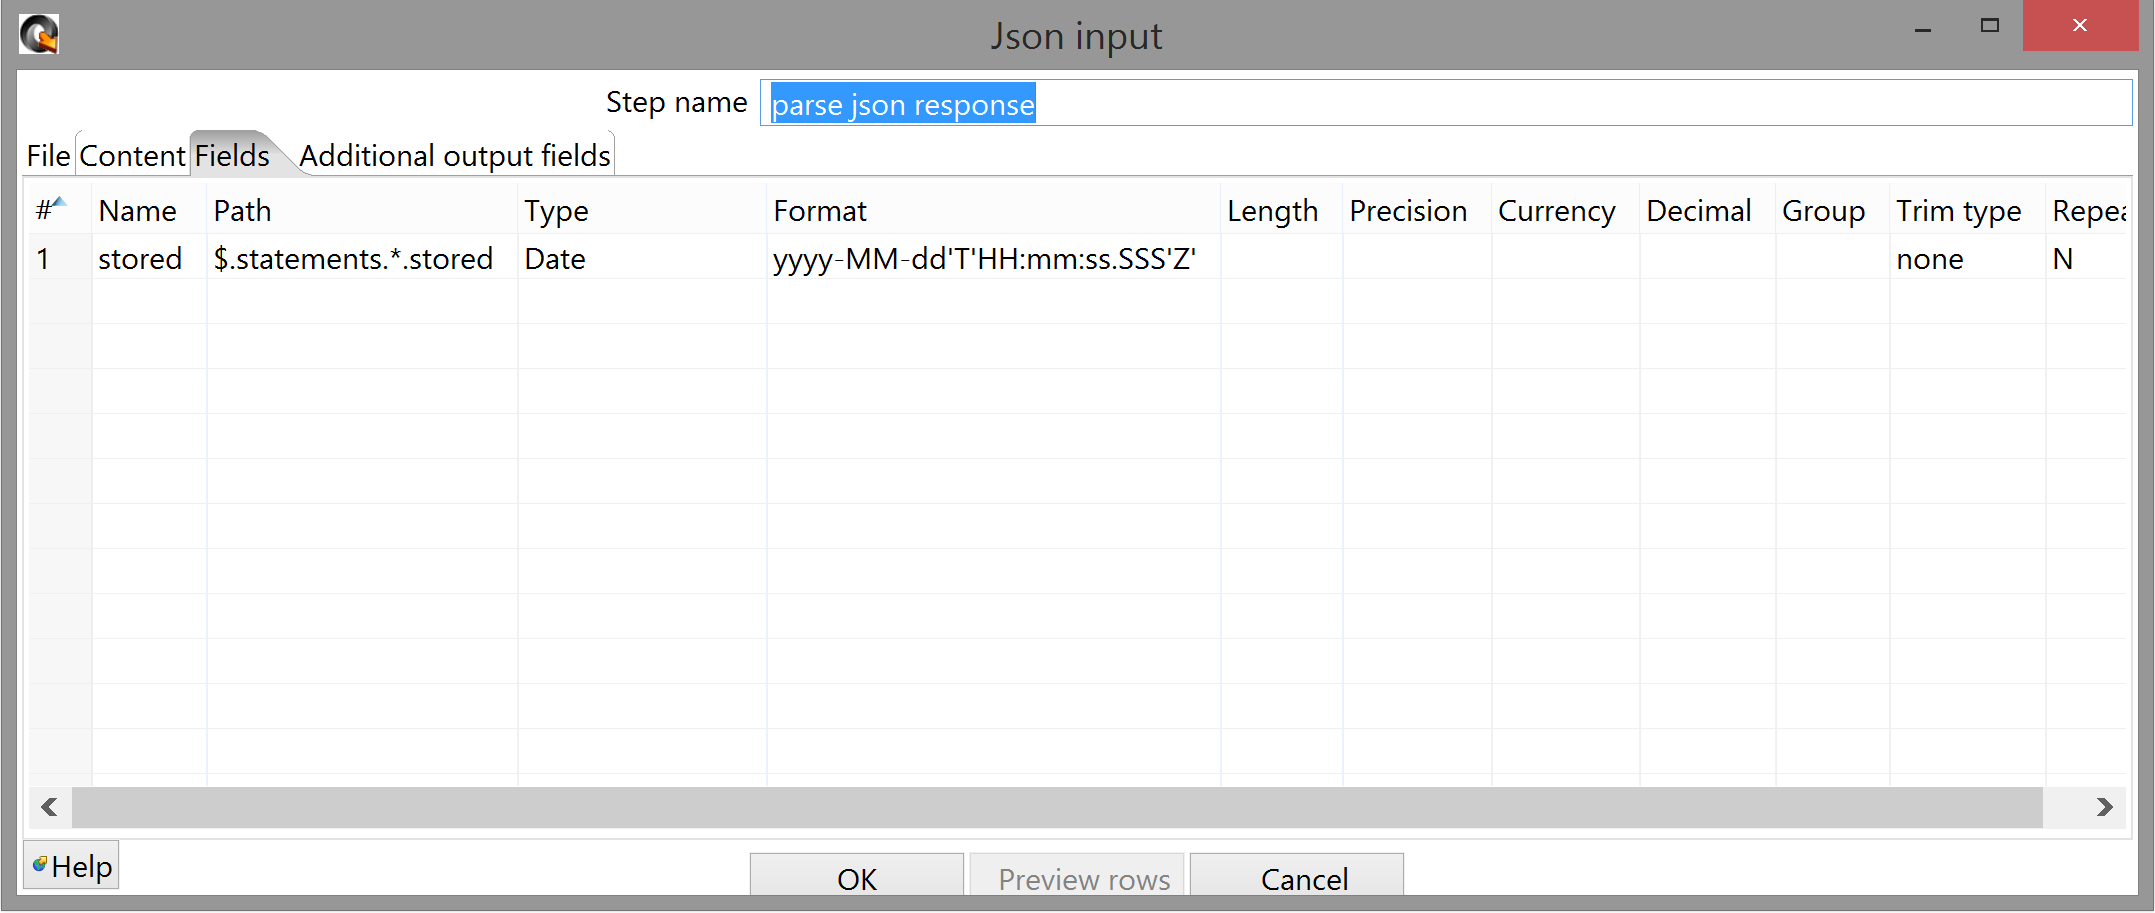 Json input
Step name parse json response
File Content Fields Additional output fields
# Name Path Type Format Length Precision Currency Decimal Group Trim type Repea
1 stored $.statements.*.stored Date yyyy-MM-dd'T'HH:mm:ss.SSS'Z' none N
Help
OK Preview rows Cancel